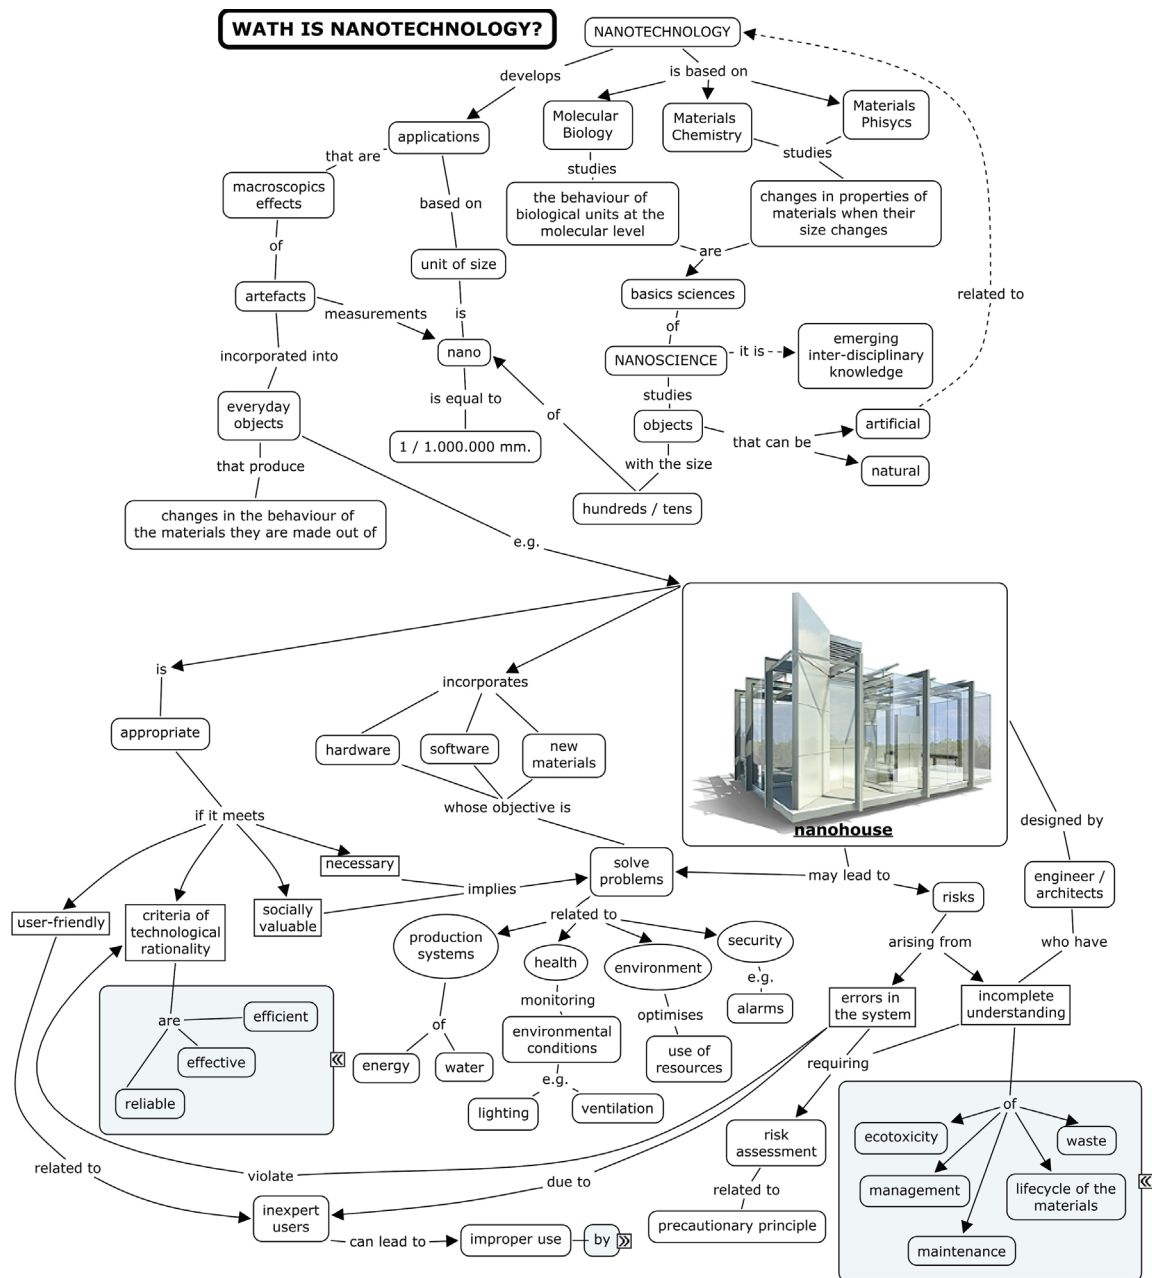 WATH IS NANOTECHNOLOGY?
NANOTECHNOLOGY
develops
is based on
Molecular
Biology
Materials
Chemistry
Materials
Phisycs
applications
that are
studies
studies
macroscopics
effects
based on
the behaviour of
biological units at the
molecular level
changes in properties of
materials when their
size changes
of
are
unit of size
artefacts
measurements
is
basics sciences
related to
of
incorporated into
nano
NANOSCIENCE
it is
emerging
inter-disciplinary
knowledge
studies
everyday
objects
is equal to
of
objects
that can be
artificial
natural
1 / 1.000.000 mm.
that produce
with the size
hundreds / tens
changes in the behaviour of
the materials they are made out of
e.g.
is
incorporates
appropriate
hardware
software
new
materials
whose objective is
nanohouse
designed by
if it meets
necessary
solve
problems
may lead to
engineer /
architects
implies
risks
user-friendly
criteria of
technological
rationality
socially
valuable
related to
production
systems
health
environment
security
arising from
who have
e.g.
alarms
monitoring
optimises
errors in
the system
incomplete
understanding
are
efficient
effective
reliable
of
energy
water
environmental
conditions
use of
resources
e.g.
lighting
ventilation
requiring
risk
assessment
of
ecotoxicity
waste
management
lifecycle of the
materials
maintenance
related to
violate
due to
related to
precautionary principle
inexpert
users
can lead to
improper use
by